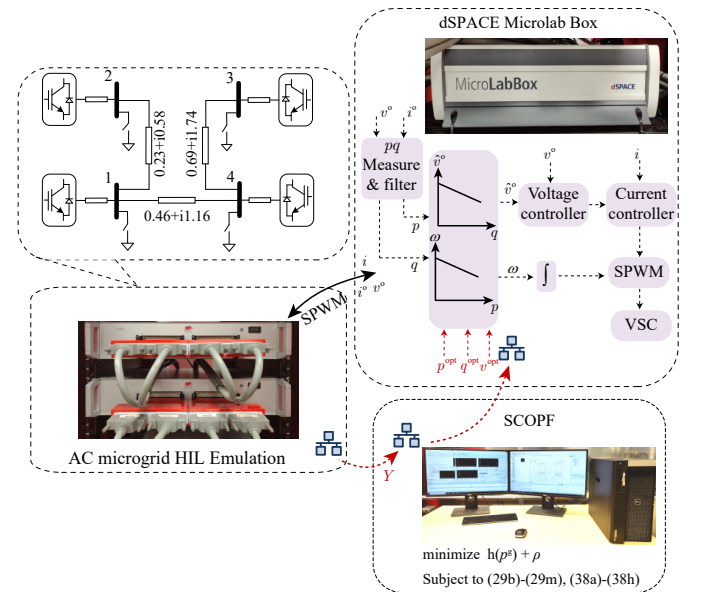 dSPACE Microlab Box
MicroLabBox
dSPACE
2
3
0.23+i0.58
0.69+i1.74
1
4
0.46+i1.16
v°
i°
pq
Measure
& filter
v̂°
q
p
q
ω
p
v̂°
v°
Voltage
controller
i
Current
controller
ω
∫
SPWM
VSC
p^opt q^opt v^opt
i
i° v°
SPWM
AC microgrid HIL Emulation
Y
SCOPF
minimize h(p^g) + ρ
Subject to (29b)-(29m), (38a)-(38h)